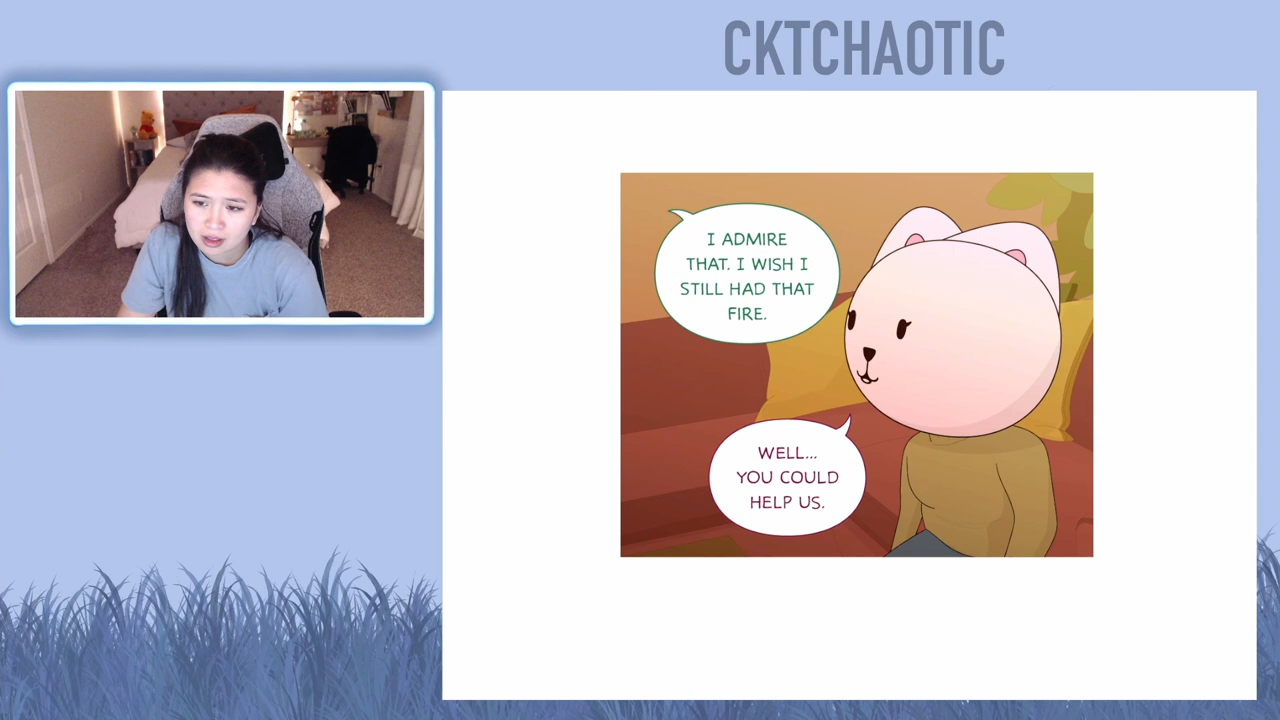 CKTCHAOTIC
I ADMIRE
THAT. I WISH I
STILL HAD THAT
FIRE.
WELL...
YOU COULD
HELP US.